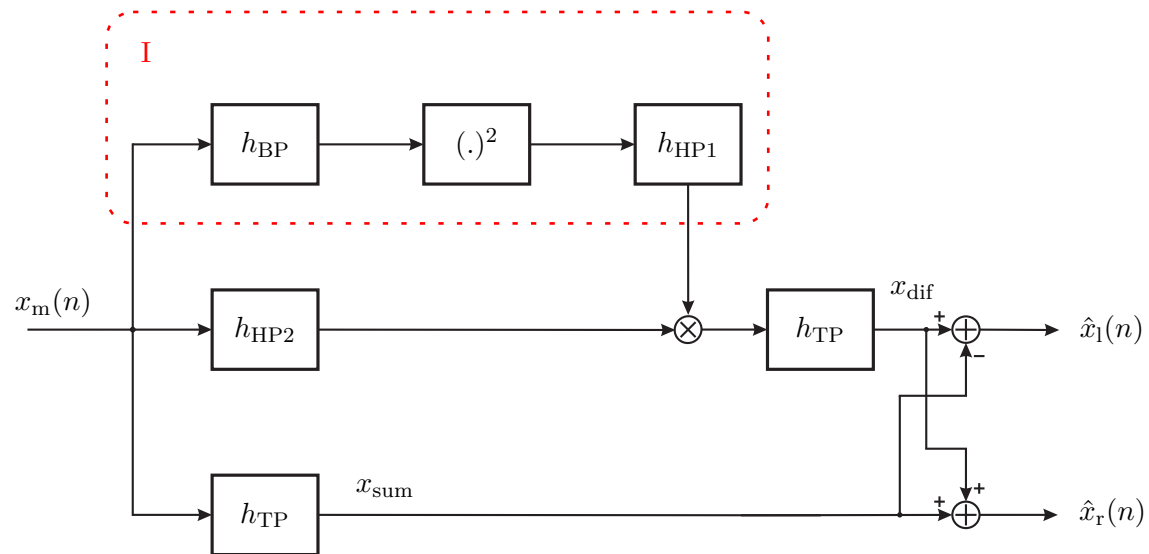 I
h_BP
(.)^2
h_HP1
x_m(n)
h_HP2
h_TP
x_dif
+
−
x̂_l(n)
h_TP
x_sum
+
+
x̂_r(n)